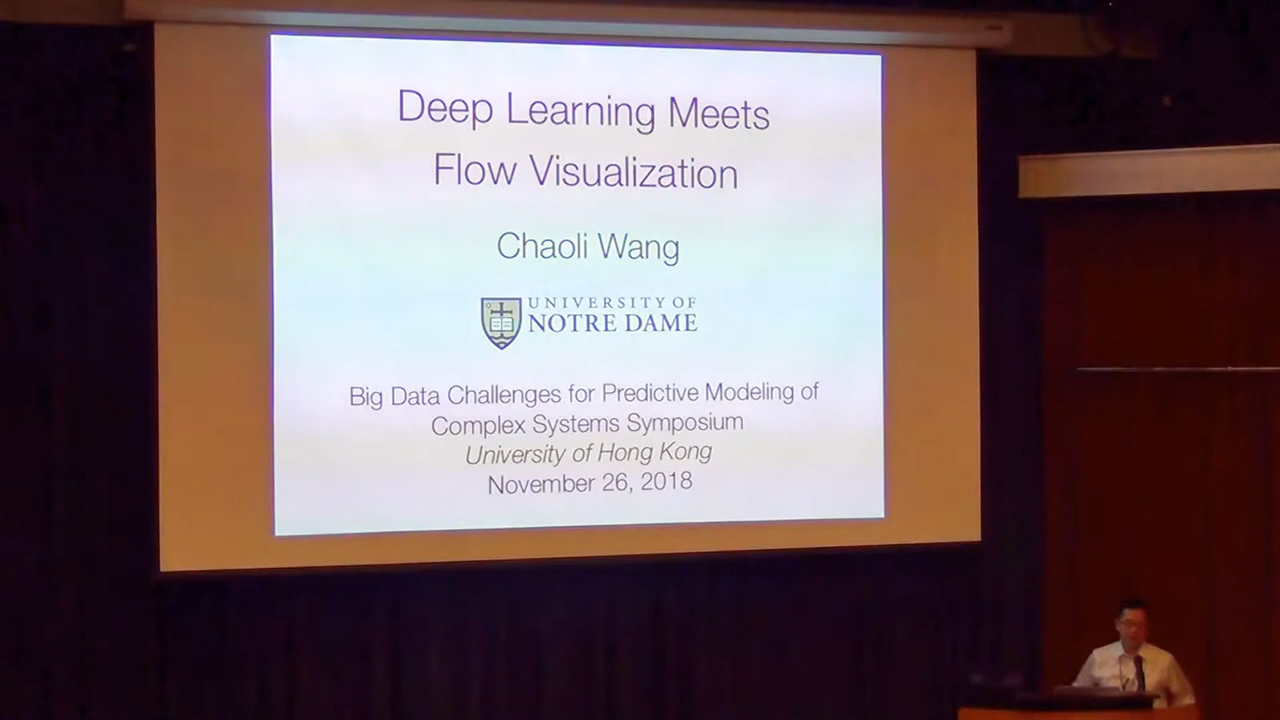 Deep Learning Meets
Flow Visualization
Chaoli Wang
UNIVERSITY OF
NOTRE DAME
Big Data Challenges for Predictive Modeling of
Complex Systems Symposium
University of Hong Kong
November 26, 2018